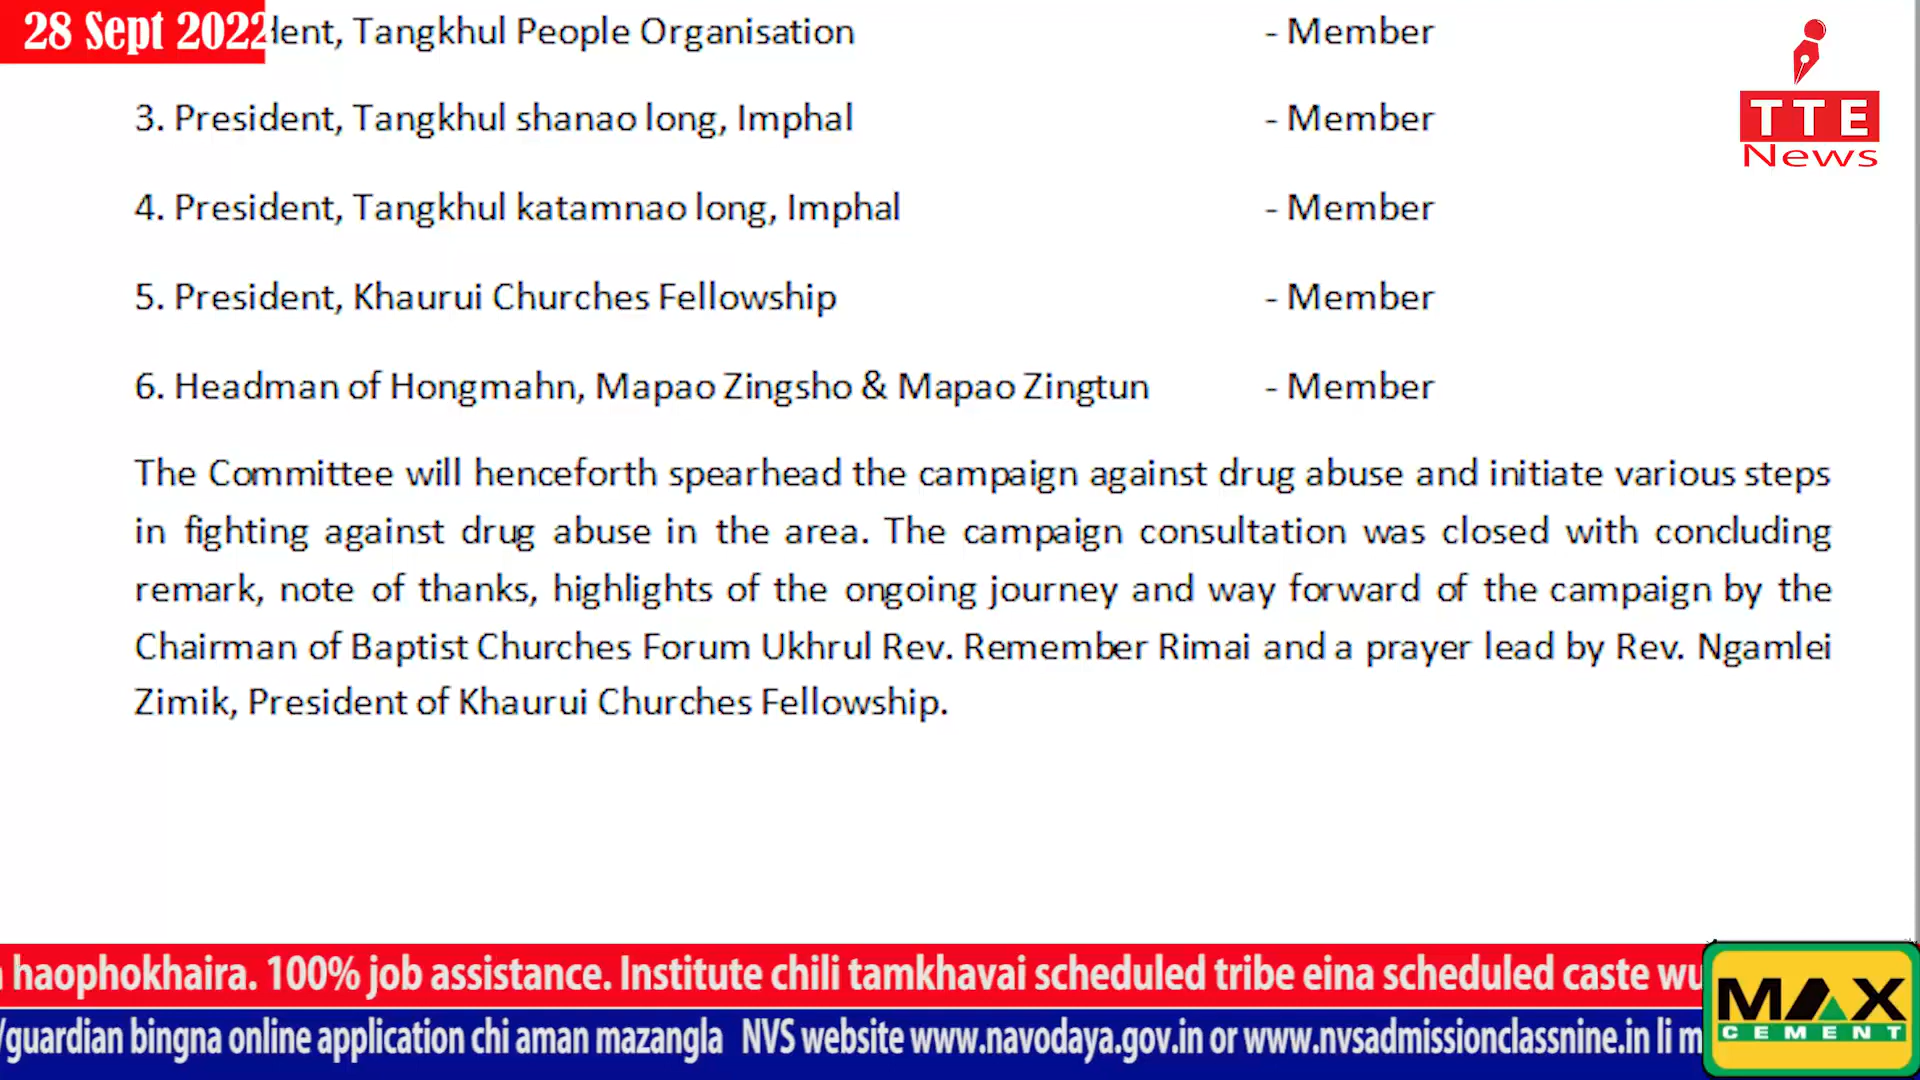 28 Sept 2022
dent, Tangkhul People Organisation - Member
TTE
News
3. President, Tangkhul shanao long, Imphal - Member
4. President, Tangkhul katamnao long, Imphal - Member
5. President, Khaurui Churches Fellowship - Member
6. Headman of Hongmahn, Mapao Zingsho & Mapao Zingtun - Member
The Committee will henceforth spearhead the campaign against drug abuse and initiate various steps
in fighting against drug abuse in the area. The campaign consultation was closed with concluding
remark, note of thanks, highlights of the ongoing journey and way forward of the campaign by the
Chairman of Baptist Churches Forum Ukhrul Rev. Remember Rimai and a prayer lead by Rev. Ngamlei
Zimik, President of Khaurui Churches Fellowship.
haophokhaira. 100% job assistance. Institute chili tamkhavai scheduled tribe eina scheduled caste wu
/guardian bingna online application chi aman mazangla NVS website www.navodaya.gov.in or www.nvsadmissionclassnine.in li m
MAX
CEMENT